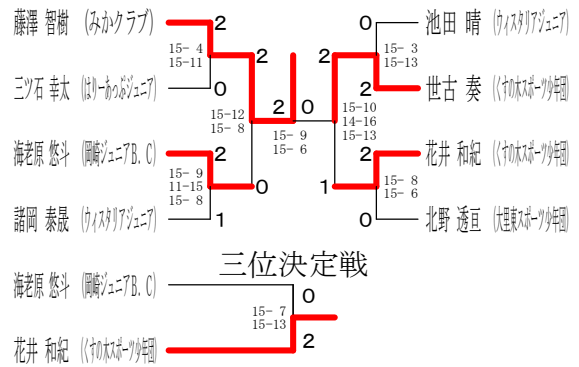 藤澤 智樹 (みかクラブ) 2
15- 4
15-11
三ツ石 幸太 (はりーあっぷジュニア) 0
2
15-12
15- 8
海老原 悠斗 (岡崎ジュニアB.C) 2
15- 9
11-15
15- 8
0
諸岡 泰晟 (ウィスタリアジュニア) 1
2 0
15- 9
15- 6
0 池田 晴 (ウィスタリアジュニア)
15- 3
15-13
2 世古 奏 (くすの木スポーツ少年団)
2
15-10
14-16
15-13
2 花井 和紀 (くすの木スポーツ少年団)
15- 8
15- 6
1
0 北野 透亘 (大里東スポーツ少年団)
三位決定戦
海老原 悠斗 (岡崎ジュニアB.C) 0
15- 7
15-13
花井 和紀 (くすの木スポーツ少年団) 2